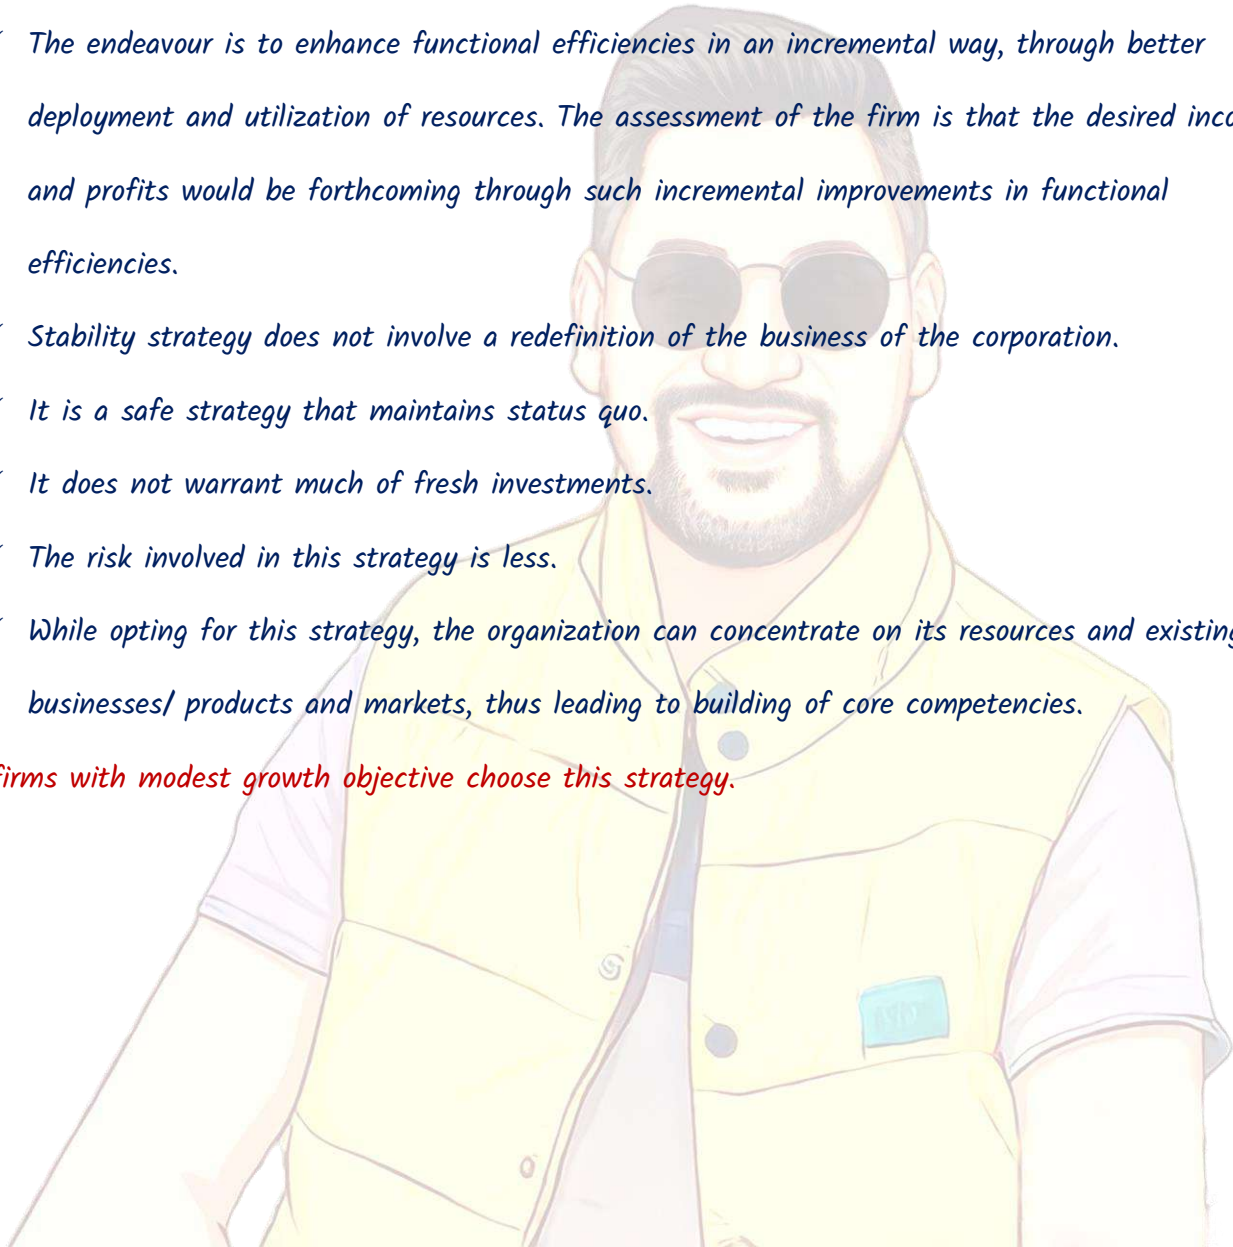 The endeavour is to enhance functional efficiencies in an incremental way, through better
deployment and utilization of resources. The assessment of the firm is that the desired
and profits would be forthcoming through such incremental improvements in functional
efficiencies.
Stability strategy does not involve a redefinition of the business of the corporation.
It is a safe strategy that maintains status quo.
It does not warrant much of fresh investments.
The risk involved in this strategy is less.
While opting for this strategy, the organization can concentrate on its resources and existing
businesses/ products and markets, thus leading to building of core competencies.
firms with modest growth objective choose this strategy.